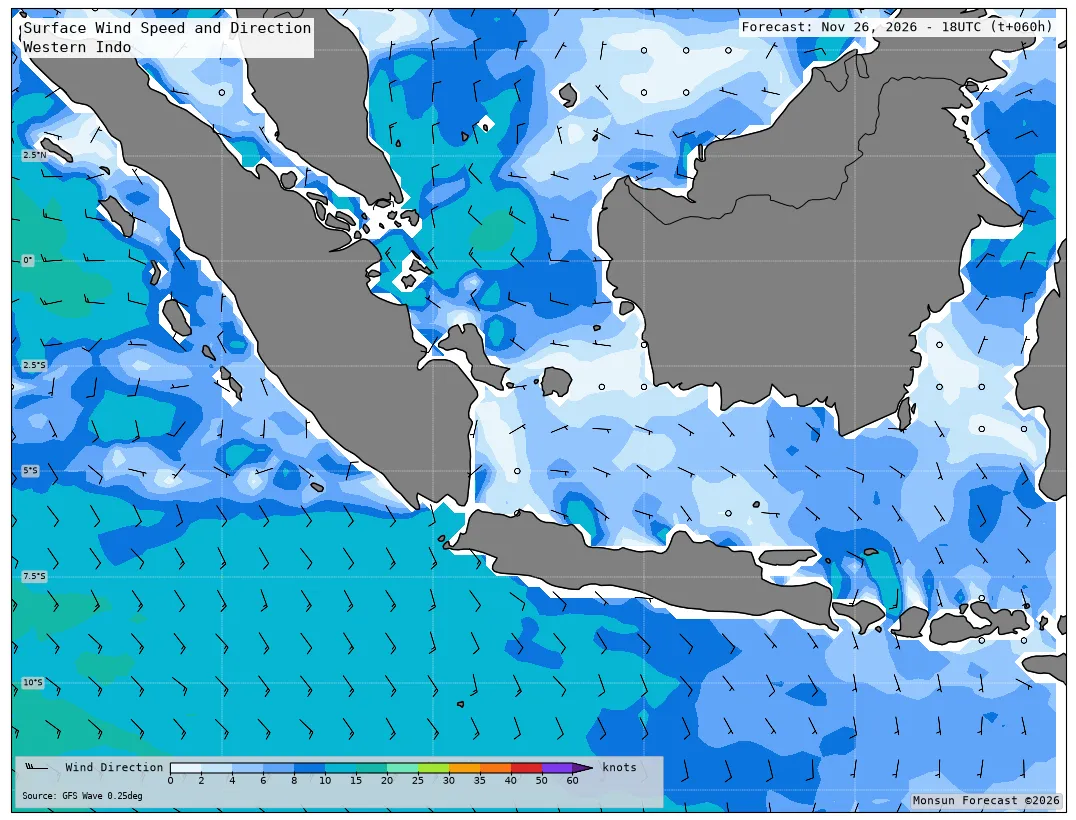 Surface Wind Speed and Direction
Western Indo
Forecast: Nov 26, 2026 - 18UTC (t+060h)
2.5°N
0°
2.5°S
5°S
7.5°S
10°S
Wind Direction
0 2 4 6 8 10 15 20 25 30 35 40 50 60
knots
Source: GFS Wave 0.25deg
Monsun Forecast ©2026